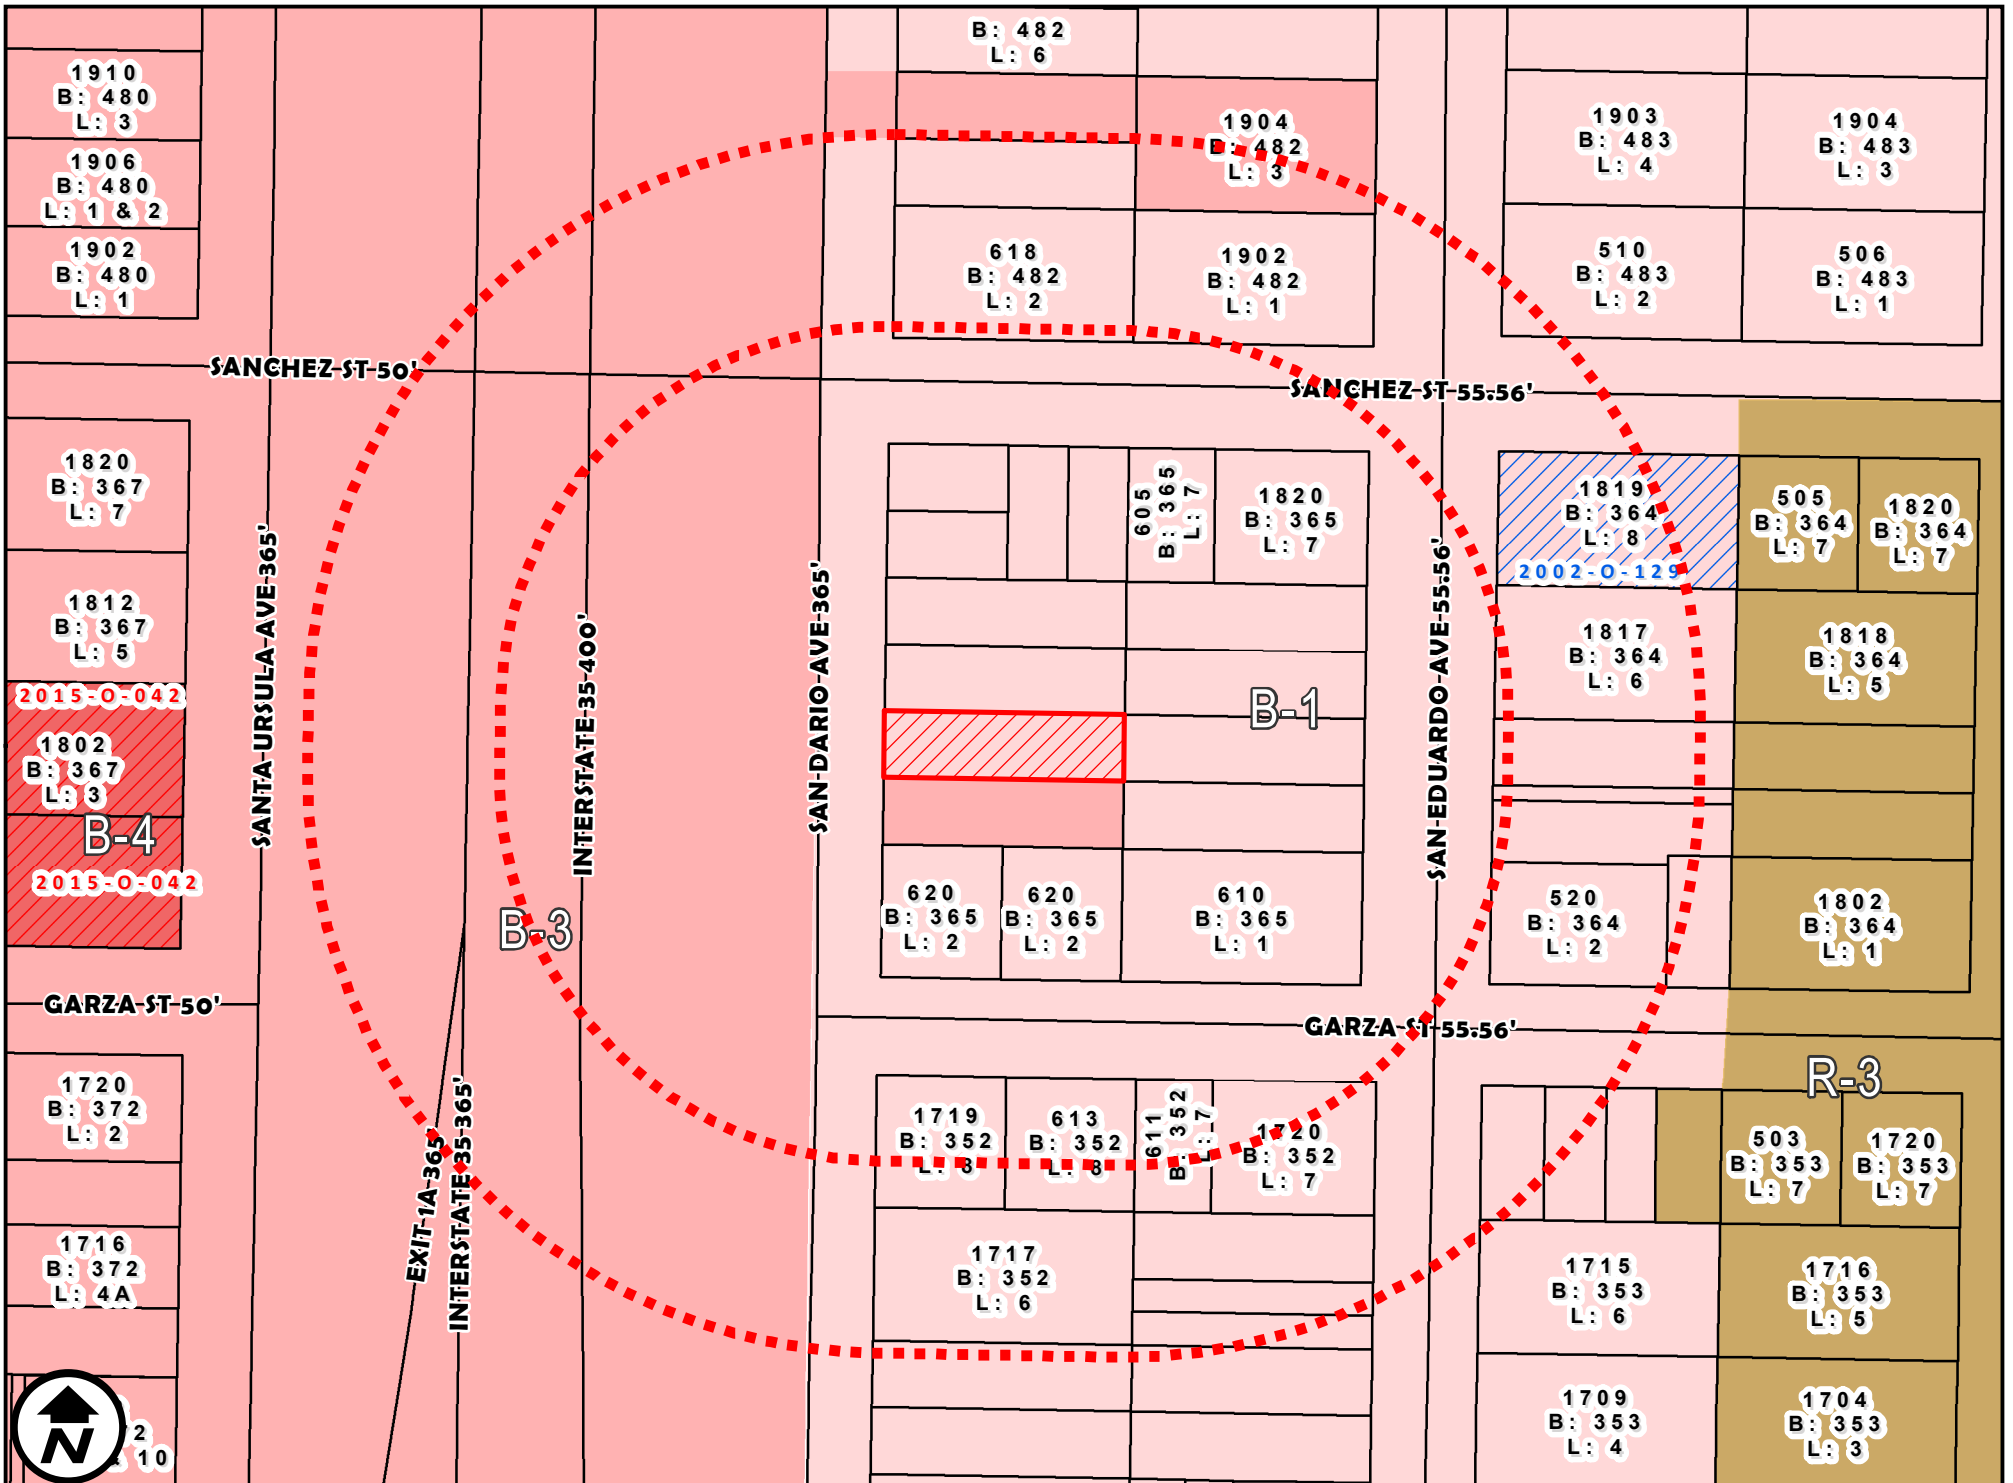 B: 482
L: 6
1910
B: 480
L: 3
1904
B: 482
L: 3
1903
B: 483
L: 4
1904
B: 483
L: 3
1906
B: 480
L: 1 & 2
1902
B: 480
L: 1
618
B: 482
L: 2
1902
B: 482
L: 1
510
B: 483
L: 2
506
B: 483
L: 1
SANCHEZ ST 50'
SANCHEZ ST 55.56'
1820
B: 367
L: 7
605
B: 365
L: 7
1820
B: 365
L: 7
1819
B: 364
L: 8
2002-O-129
505
B: 364
L: 7
1820
B: 364
L: 7
1812
B: 367
L: 5
SANTA URSULA AVE 365'
INTERSTATE 35 400'
SAN DARIO AVE 365'
SAN EDUARDO AVE 55.56'
1817
B: 364
L: 6
1818
B: 364
L: 5
2015-O-042
1802
B: 367
L: 3
B-1
B-4
2015-O-042
B-3
620
B: 365
L: 2
620
B: 365
L: 2
610
B: 365
L: 1
520
B: 364
L: 2
1802
B: 364
L: 1
GARZA ST 50'
GARZA ST 55.56'
R-3
1720
B: 372
L: 2
1719
B: 352
L: 8
613
B: 352
L: 8
611
B: 352
L: 7
1720
B: 352
L: 7
503
B: 353
L: 7
1720
B: 353
L: 7
EXIT 1A 365'
INTERSTATE 35 365'
1716
B: 372
L: 4A
1717
B: 352
L: 6
1715
B: 353
L: 6
1716
B: 353
L: 5
1709
B: 353
L: 4
1704
B: 353
L: 3
N
2
10